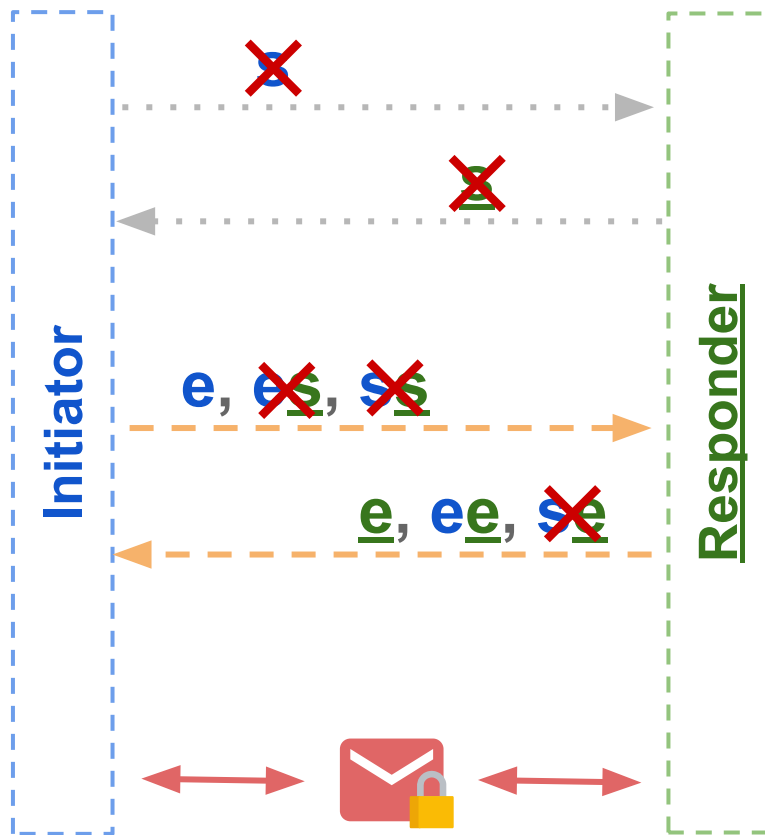 s
s
Initiator
Responder
e, es, ss,
e, ee, se